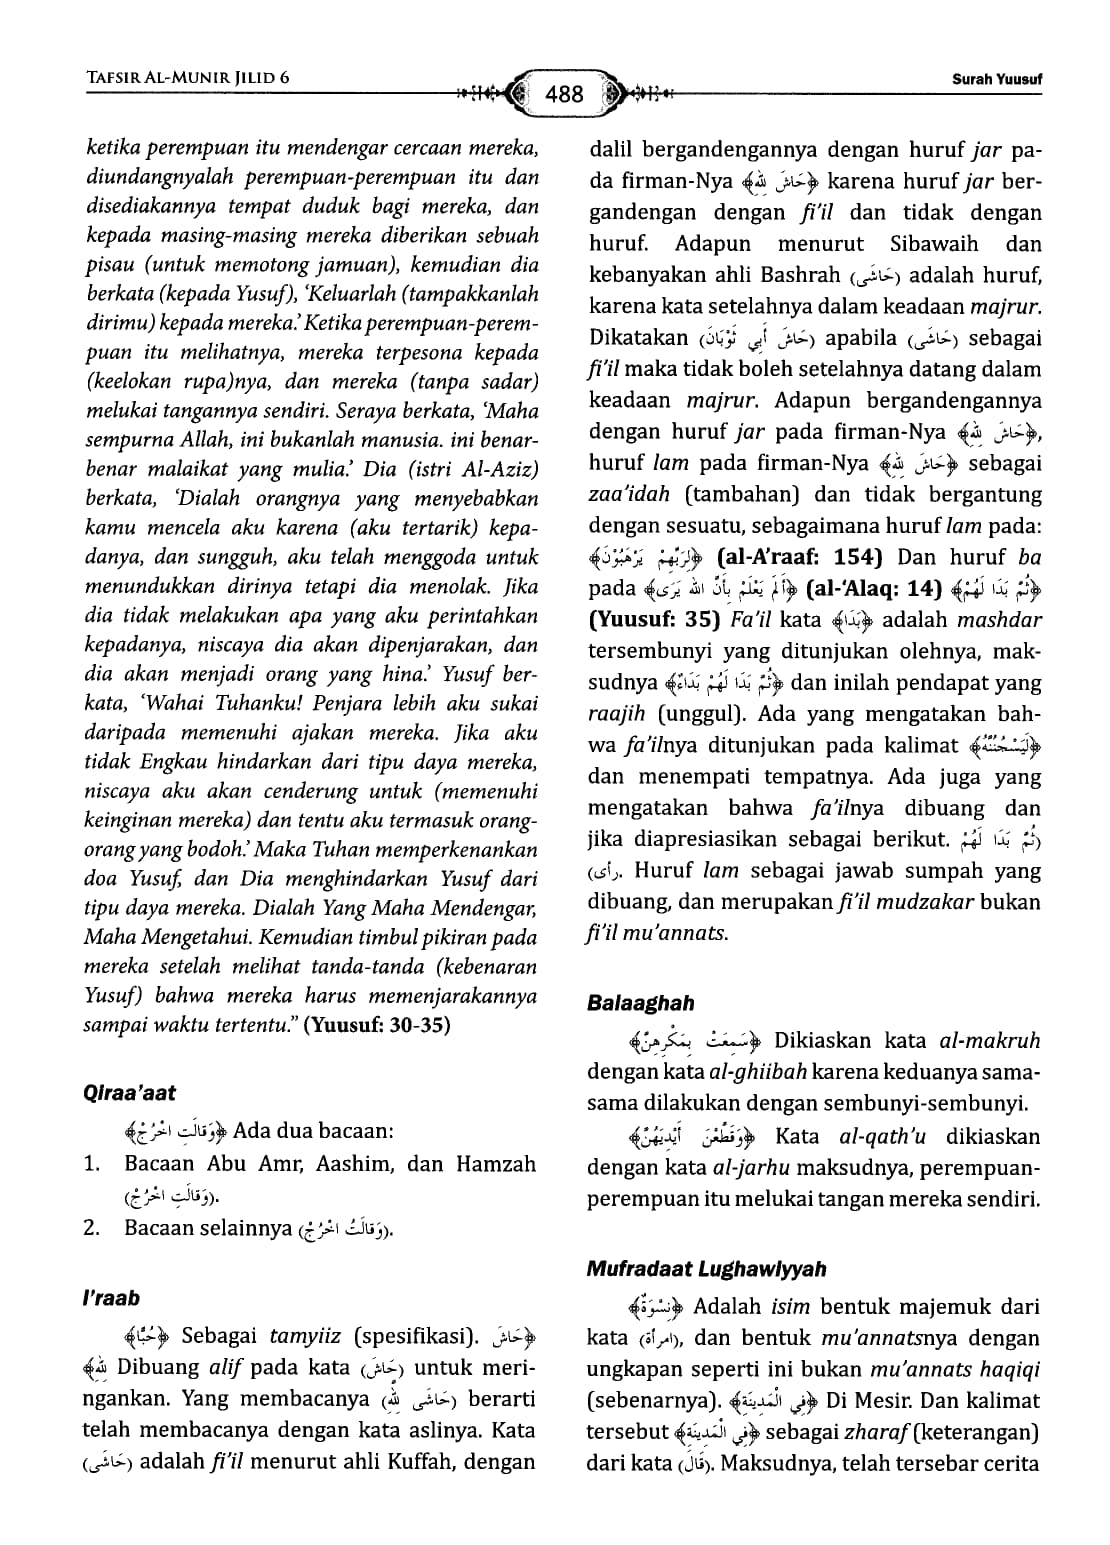 TAFSIR AL-MUNIR JILID 6
488
Surah Yuusuf
ketika perempuan itu mendengar cercaan mereka,
diundangnyalah perempuan-perempuan itu dan
disediakannya tempat duduk bagi mereka, dan
kepada masing-masing mereka diberikan sebuah
pisau (untuk memotong jamuan), kemudian dia
berkata (kepada Yusuf), ‘Keluarlah (tampakkanlah
dirimu) kepada mereka.’ Ketika perempuan-perem-
puan itu melihatnya, mereka terpesona kepada
(keelokan rupa)nya, dan mereka (tanpa sadar)
melukai tangannya sendiri. Seraya berkata, ‘Maha
sempurna Allah, ini bukanlah manusia. ini benar-
benar malaikat yang mulia.’ Dia (istri Al-Aziz)
berkata, ‘Dialah orangnya yang menyebabkan
kamu mencela aku karena (aku tertarik) kepa-
danya, dan sungguh, aku telah menggoda untuk
menundukkan dirinya tetapi dia menolak. Jika
dia tidak melakukan apa yang aku perintahkan
kepadanya, niscaya dia akan dipenjarakan, dan
dia akan menjadi orang yang hina.’ Yusuf ber-
kata, ‘Wahai Tuhanku! Penjara lebih aku sukai
daripada memenuhi ajakan mereka. Jika aku
tidak Engkau hindarkan dari tipu daya mereka,
niscaya aku akan cenderung untuk (memenuhi
keinginan mereka) dan tentu aku termasuk orang-
orang yang bodoh.’ Maka Tuhan memperkenankan
doa Yusuf, dan Dia menghindarkan Yusuf dari
tipu daya mereka. Dialah Yang Maha Mendengar,
Maha Mengetahui. Kemudian timbul pikiran pada
mereka setelah melihat tanda-tanda (kebenaran
Yusuf) bahwa mereka harus memenjarakannya
sampai waktu tertentu.” (Yuusuf: 30-35)
Qiraa’aat
﴿وَقَالَتِ اخْرُجْ﴾ Ada dua bacaan:
1. Bacaan Abu Amr, Aashim, dan Hamzah
(وَقَالَتِ اخْرُجْ).
2. Bacaan selainnya (وَقَالَتُ اخْرُجْ).
I’raab
﴿حُبًّا﴾ Sebagai tamyiiz (spesifikasi). ﴿حَاشَ
لِلَّهِ﴾ Dibuang alif pada kata (حَاشَ) untuk meri-
ngankan. Yang membacanya (حَاشَى لِلَّهِ) berarti
telah membacanya dengan kata aslinya. Kata
(حَاشَى) adalah fi’il menurut ahli Kuffah, dengan
dalil bergandengannya dengan huruf jar pa-
da firman-Nya ﴿حَاشَ لِلَّهِ﴾ karena huruf jar ber-
gandengan dengan fi’il dan tidak dengan
huruf. Adapun menurut Sibawaih dan
kebanyakan ahli Bashrah (حَاشَى) adalah huruf,
karena kata setelahnya dalam keadaan majrur.
Dikatakan (حَاشَ أَبِي ثَوْبَانَ) apabila (حَاشَى) sebagai
fi’il maka tidak boleh setelahnya datang dalam
keadaan majrur. Adapun bergandengannya
dengan huruf jar pada firman-Nya ﴿حَاشَ لِلَّهِ﴾,
huruf lam pada firman-Nya ﴿حَاشَ لِلَّهِ﴾ sebagai
zaa’idah (tambahan) dan tidak bergantung
dengan sesuatu, sebagaimana huruf lam pada:
﴿لِرَبِّهِمْ يَرْهَبُوْنَ﴾ (al-A’raaf: 154) Dan huruf ba
pada ﴿أَلَمْ يَعْلَمْ بِأَنَّ اللهَ يَرَى﴾ (al-‘Alaq: 14) ﴿ثُمَّ بَدَا لَهُمْ﴾
(Yuusuf: 35) Fa’il kata ﴿بَدَا﴾ adalah mashdar
tersembunyi yang ditunjukan olehnya, mak-
sudnya ﴿ثُمَّ بَدَا لَهُمْ بَدَاءٌ﴾ dan inilah pendapat yang
raajih (unggul). Ada yang mengatakan bah-
wa fa’ilnya ditunjukan pada kalimat ﴿لَيَسْجُنُنَّهُ﴾
dan menempati tempatnya. Ada juga yang
mengatakan bahwa fa’ilnya dibuang dan
jika diapresiasikan sebagai berikut. (ثُمَّ بَدَا لَهُمْ
رأى). Huruf lam sebagai jawab sumpah yang
dibuang, dan merupakan fi’il mudzakar bukan
fi’il mu’annats.
Balaaghah
﴿سَمِعَتْ بِمَكْرِهِنَّ﴾ Dikiaskan kata al-makruh
dengan kata al-ghiibah karena keduanya sama-
sama dilakukan dengan sembunyi-sembunyi.
﴿وَقَطَّعْنَ أَيْدِيَهُنَّ﴾ Kata al-qath’u dikiaskan
dengan kata al-jarhu maksudnya, perempuan-
perempuan itu melukai tangan mereka sendiri.
Mufradaat Lughawiyyah
﴿نِسْوَةٌ﴾ Adalah isim bentuk majemuk dari
kata (امرأة), dan bentuk mu’annatsnya dengan
ungkapan seperti ini bukan mu’annats haqiqi
(sebenarnya). ﴿فِي الْمَدِينَةِ﴾ Di Mesir. Dan kalimat
tersebut ﴿فِي الْمَدِينَةِ﴾ sebagai zharaf (keterangan)
dari kata (قَالَ). Maksudnya, telah tersebar cerita